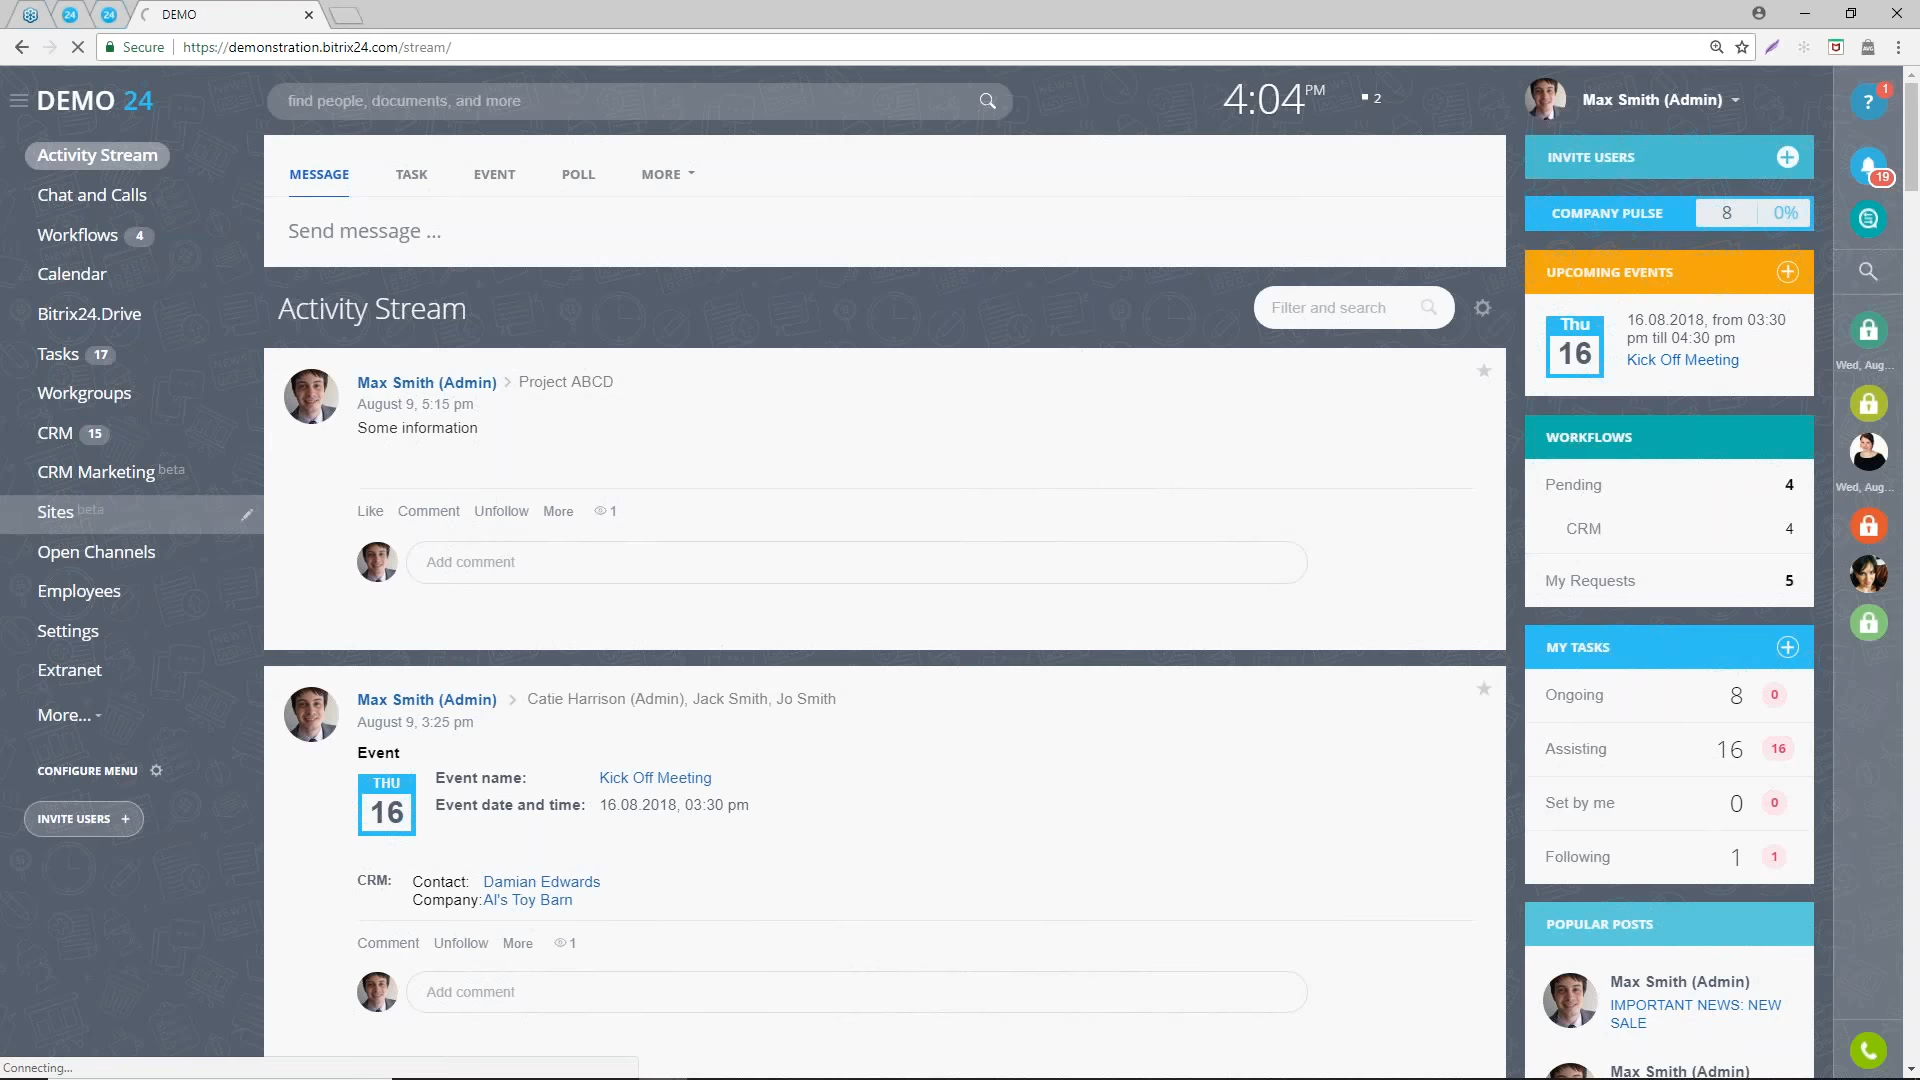 24
24
DEMO
Secure
https://demonstration.bitrix24.com/stream/
DEMO 24
find people, documents, and more
4:04 PM
2
Max Smith (Admin)
1
Activity Stream
Chat and Calls
Workflows 4
Calendar
Bitrix24.Drive
Tasks 17
Workgroups
CRM 15
CRM Marketing beta
Sites beta
Open Channels
Employees
Settings
Extranet
More...
CONFIGURE MENU
INVITE USERS +
MESSAGE
TASK
EVENT
POLL
MORE
Send message ...
Activity Stream
Filter and search
Max Smith (Admin) > Project ABCD
August 9, 5:15 pm
Some information
Like Comment Unfollow More 1
Add comment
Max Smith (Admin) > Catie Harrison (Admin), Jack Smith, Jo Smith
August 9, 3:25 pm
Event
THU
16
Event name: Kick Off Meeting
Event date and time: 16.08.2018, 03:30 pm
CRM: Contact: Damian Edwards
Company: Al's Toy Barn
Comment Unfollow More 1
Add comment
INVITE USERS
COMPANY PULSE 8 0%
UPCOMING EVENTS
Thu
16
16.08.2018, from 03:30
pm till 04:30 pm
Kick Off Meeting
WORKFLOWS
Pending 4
CRM 4
My Requests 5
MY TASKS
Ongoing 8 0
Assisting 16 16
Set by me 0 0
Following 1 1
POPULAR POSTS
Max Smith (Admin)
IMPORTANT NEWS: NEW
SALE
Max Smith (Admin)
?
19
Wed, Aug...
Wed, Aug...
Connecting...